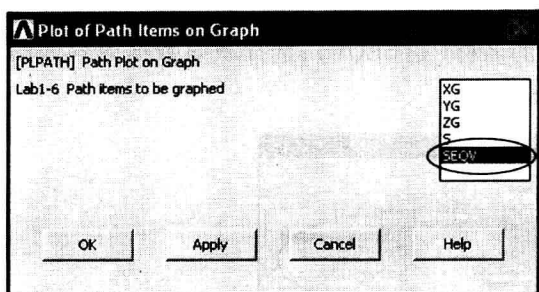 Plot of Path Items on Graph
[PLPATH] Path Plot on Graph
Lab1-6 Path items to be graphed
XG
YG
ZG
S
SEQV
OK
Apply
Cancel
Help